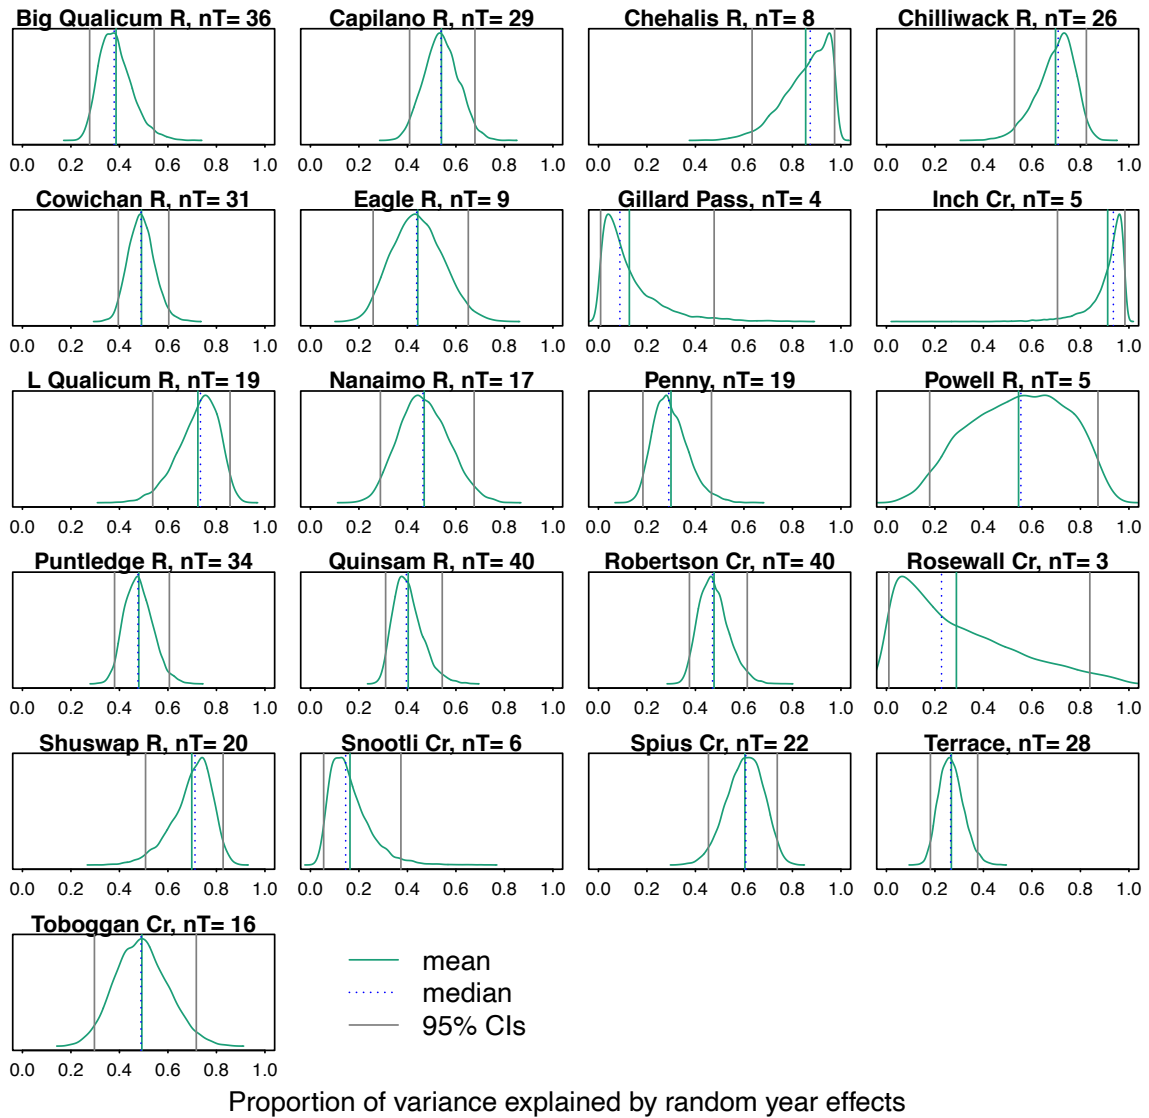 Big Qualicum R, nT= 36 Capilano R, nT= 29 Chehalis R, nT= 8 Chilliwack R, nT= 26
0.0 0.2 0.4 0.6 0.8 1.0 0.0 0.2 0.4 0.6 0.8 1.0 0.0 0.2 0.4 0.6 0.8 1.0 0.0 0.2 0.4 0.6 0.8 1.0
Cowichan R, nT= 31 Eagle R, nT= 9 Gillard Pass, nT= 4 Inch Cr, nT= 5
0.0 0.2 0.4 0.6 0.8 1.0 0.0 0.2 0.4 0.6 0.8 1.0 0.0 0.2 0.4 0.6 0.8 1.0 0.0 0.2 0.4 0.6 0.8 1.0
L Qualicum R, nT= 19 Nanaimo R, nT= 17 Penny, nT= 19 Powell R, nT= 5
0.0 0.2 0.4 0.6 0.8 1.0 0.0 0.2 0.4 0.6 0.8 1.0 0.0 0.2 0.4 0.6 0.8 1.0 0.0 0.2 0.4 0.6 0.8 1.0
Puntledge R, nT= 34 Quinsam R, nT= 40 Robertson Cr, nT= 40 Rosewall Cr, nT= 3
0.0 0.2 0.4 0.6 0.8 1.0 0.0 0.2 0.4 0.6 0.8 1.0 0.0 0.2 0.4 0.6 0.8 1.0 0.0 0.2 0.4 0.6 0.8 1.0
Shuswap R, nT= 20 Snootli Cr, nT= 6 Spius Cr, nT= 22 Terrace, nT= 28
0.0 0.2 0.4 0.6 0.8 1.0 0.0 0.2 0.4 0.6 0.8 1.0 0.0 0.2 0.4 0.6 0.8 1.0 0.0 0.2 0.4 0.6 0.8 1.0
Toboggan Cr, nT= 16
mean
median
95% CIs
0.0 0.2 0.4 0.6 0.8 1.0
Proportion of variance explained by random year effects